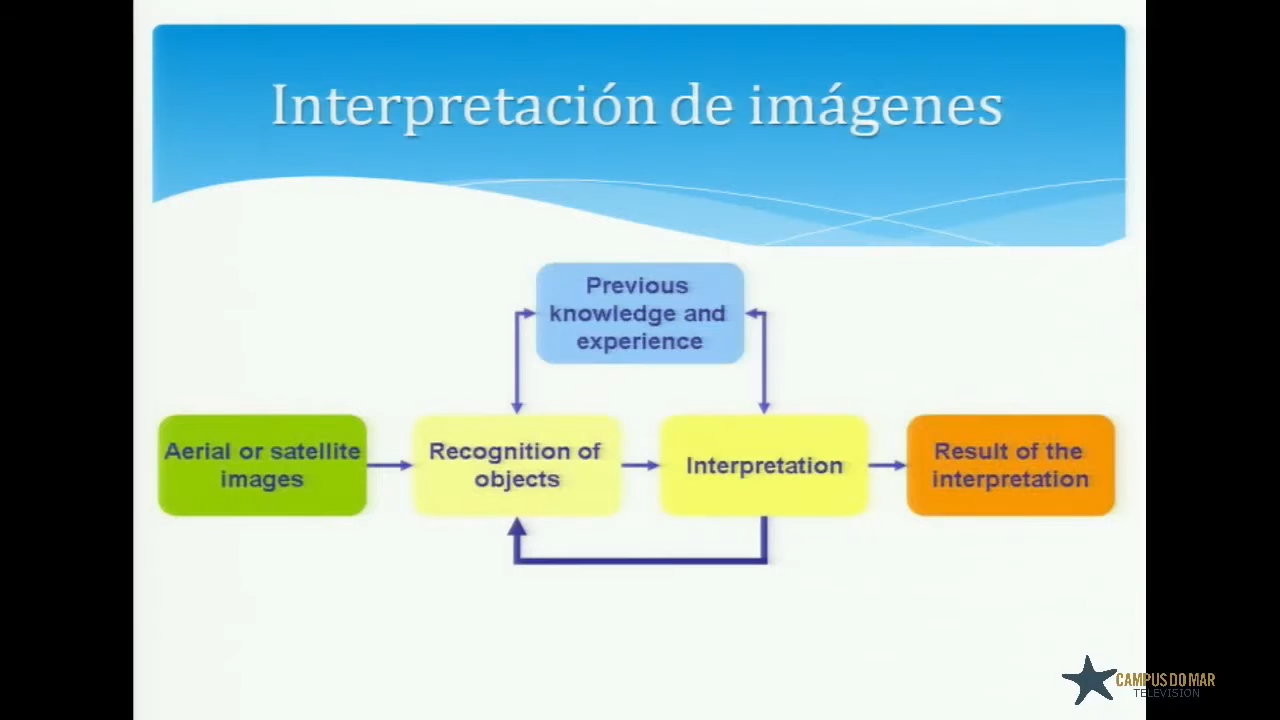 Interpretación de imágenes
Previous
knowledge and
experience
Aerial or satellite
images
Recognition of
objects
Interpretation
Result of the
interpretation
CAMPUS DO MAR
TELEVISION